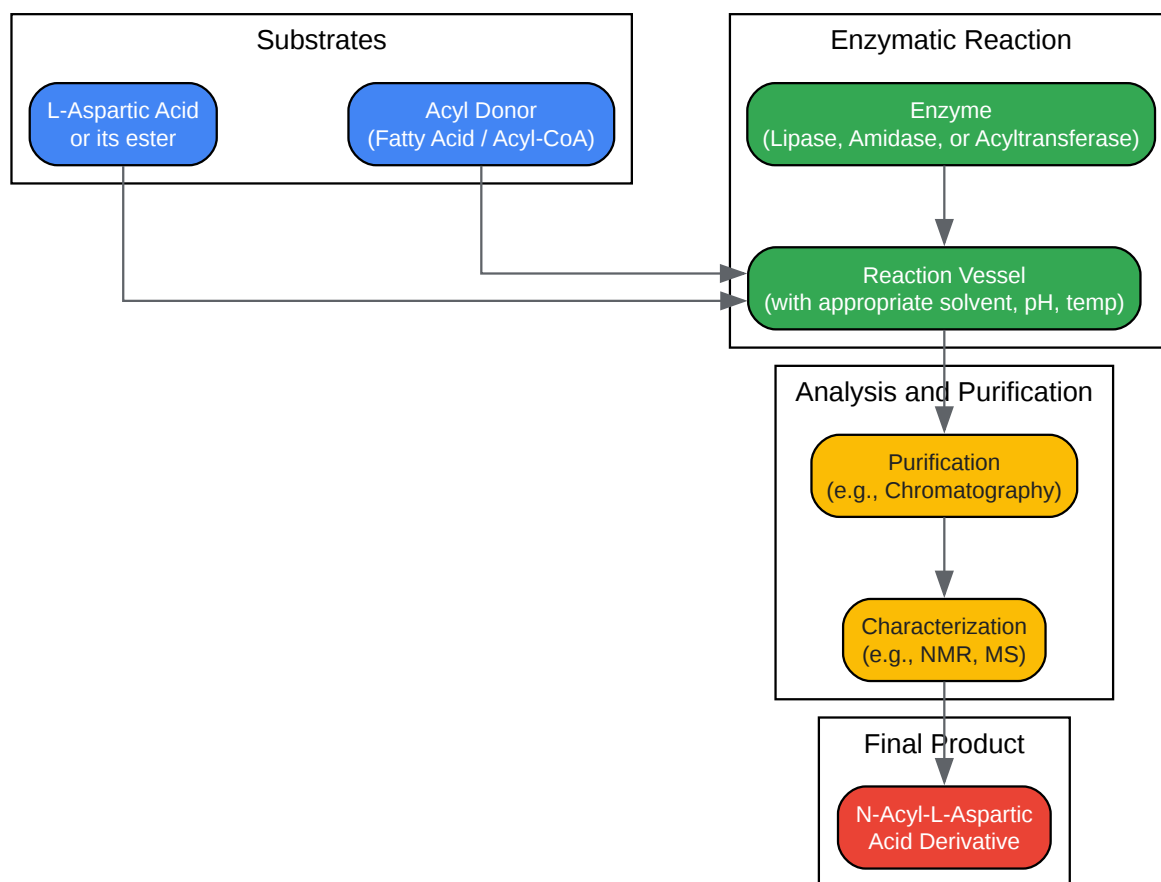 Substrates
L-Aspartic Acid
or its ester
Acyl Donor
(Fatty Acid / Acyl-CoA)
Enzymatic Reaction
Enzyme
(Lipase, Amidase, or Acyltransferase)
Reaction Vessel
(with appropriate solvent, pH, temp)
Analysis and Purification
Purification
(e.g., Chromatography)
Characterization
(e.g., NMR, MS)
Final Product
N-Acyl-L-Aspartic
Acid Derivative